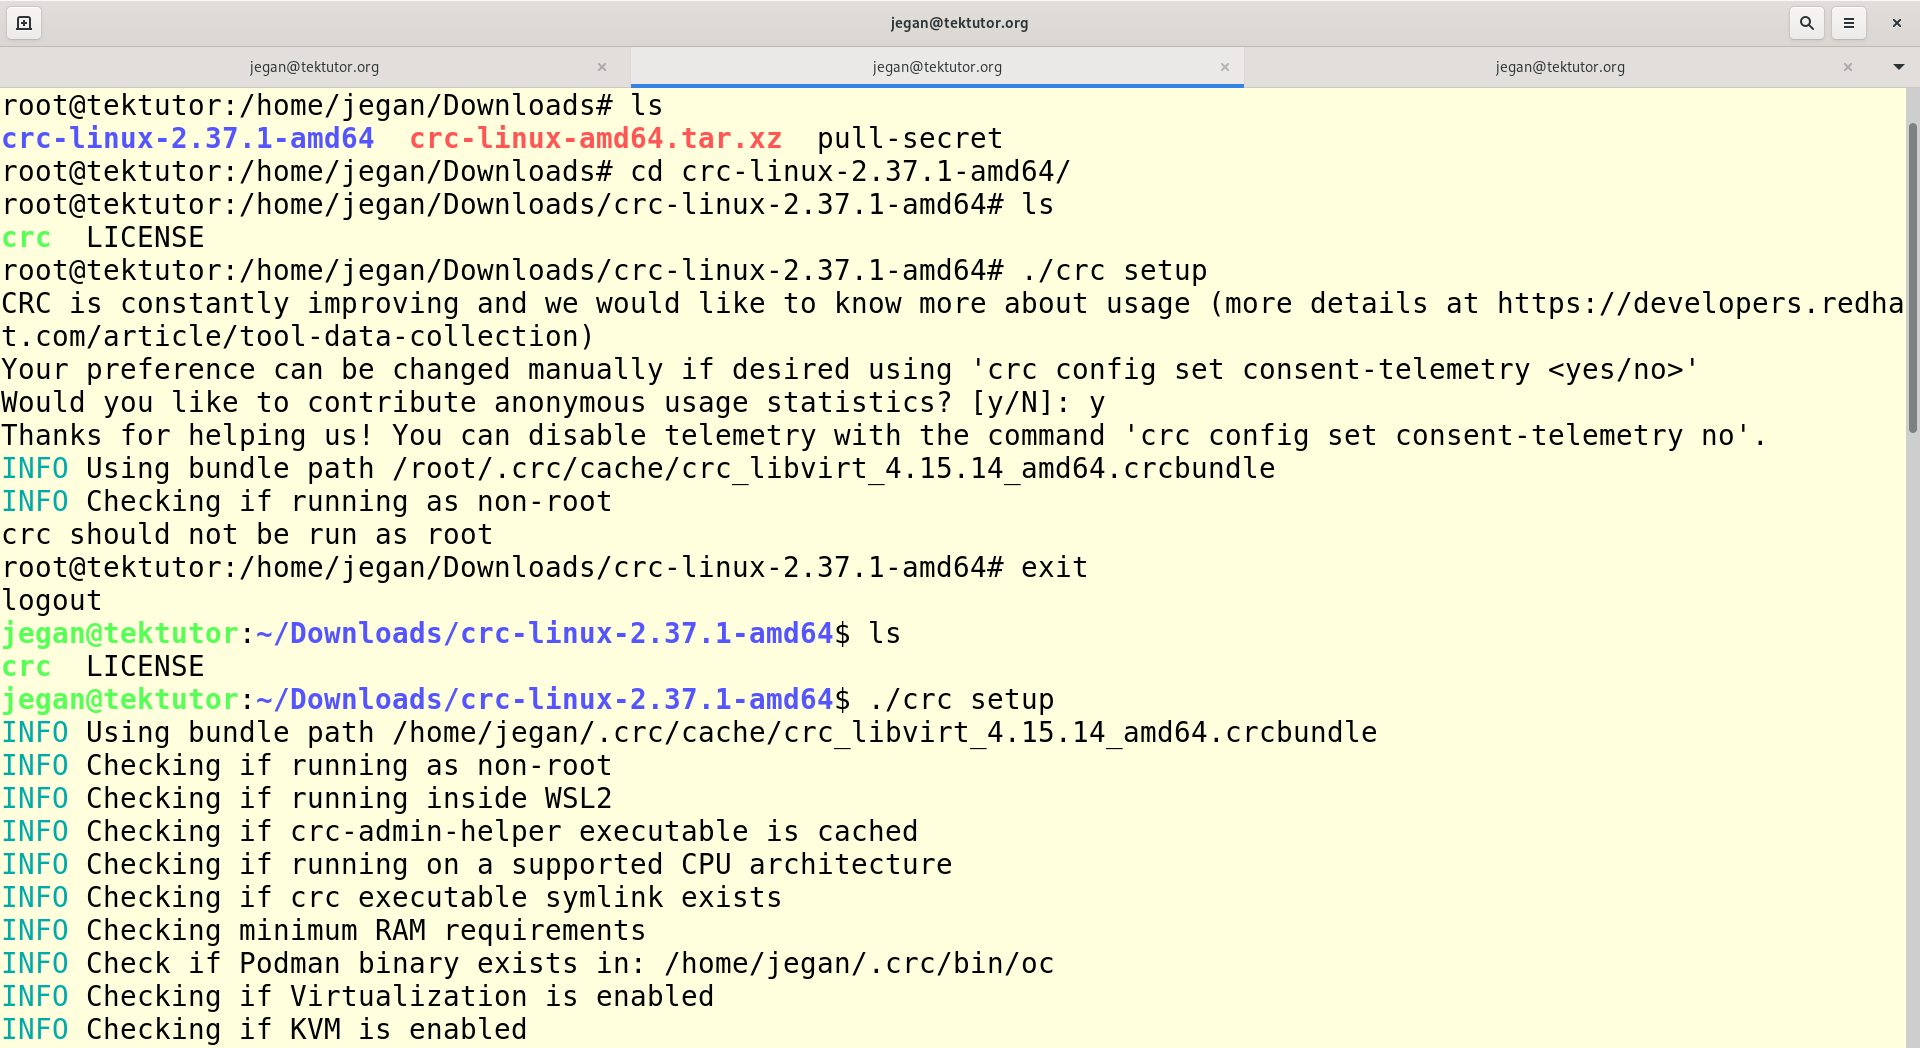 jegan@tektutor.org
jegan@tektutor.org
jegan@tektutor.org
jegan@tektutor.org
root@tektutor:/home/jegan/Downloads# ls
crc-linux-2.37.1-amd64  crc-linux-amd64.tar.xz  pull-secret
root@tektutor:/home/jegan/Downloads# cd crc-linux-2.37.1-amd64/
root@tektutor:/home/jegan/Downloads/crc-linux-2.37.1-amd64# ls
crc  LICENSE
root@tektutor:/home/jegan/Downloads/crc-linux-2.37.1-amd64# ./crc setup
CRC is constantly improving and we would like to know more about usage (more details at https://developers.redha
t.com/article/tool-data-collection)
Your preference can be changed manually if desired using 'crc config set consent-telemetry <yes/no>'
Would you like to contribute anonymous usage statistics? [y/N]: y
Thanks for helping us! You can disable telemetry with the command 'crc config set consent-telemetry no'.
INFO Using bundle path /root/.crc/cache/crc_libvirt_4.15.14_amd64.crcbundle
INFO Checking if running as non-root
crc should not be run as root
root@tektutor:/home/jegan/Downloads/crc-linux-2.37.1-amd64# exit
logout
jegan@tektutor:~/Downloads/crc-linux-2.37.1-amd64$ ls
crc  LICENSE
jegan@tektutor:~/Downloads/crc-linux-2.37.1-amd64$ ./crc setup
INFO Using bundle path /home/jegan/.crc/cache/crc_libvirt_4.15.14_amd64.crcbundle
INFO Checking if running as non-root
INFO Checking if running inside WSL2
INFO Checking if crc-admin-helper executable is cached
INFO Checking if running on a supported CPU architecture
INFO Checking if crc executable symlink exists
INFO Checking minimum RAM requirements
INFO Check if Podman binary exists in: /home/jegan/.crc/bin/oc
INFO Checking if Virtualization is enabled
INFO Checking if KVM is enabled